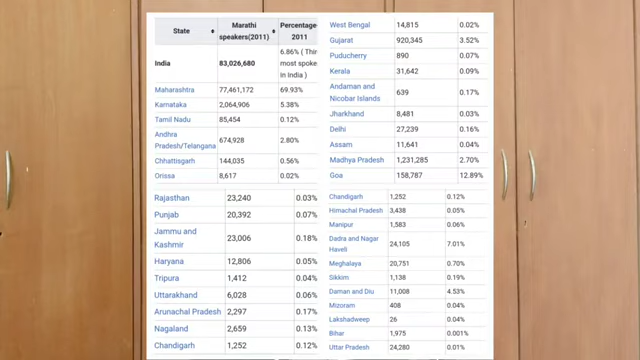 State Marathi speakers(2011) Percentage 2011
India 83,026,680 6.86% ( Thir
most spoke
in India )
Maharashtra 77,461,172 69.93%
Karnataka 2,064,906 5.38%
Tamil Nadu 85,454 0.12%
Andhra
Pradesh/Telangana 674,928 2.80%
Chhattisgarh 144,035 0.56%
Orissa 8,617 0.02%
Rajasthan 23,240 0.03%
Punjab 20,392 0.07%
Jammu and
Kashmir 23,006 0.18%
Haryana 12,806 0.05%
Tripura 1,412 0.04%
Uttarakhand 6,028 0.06%
Arunachal Pradesh 2,297 0.17%
Nagaland 2,659 0.13%
Chandigarh 1,252 0.12%
West Bengal 14,815 0.02%
Gujarat 920,345 3.52%
Puducherry 890 0.07%
Kerala 31,642 0.09%
Andaman and
Nicobar Islands 639 0.17%
Jharkhand 8,481 0.03%
Delhi 27,239 0.16%
Assam 11,641 0.04%
Madhya Pradesh 1,231,285 2.70%
Goa 158,787 12.89%
Chandigarh 1,252 0.12%
Himachal Pradesh 3,438 0.05%
Manipur 1,583 0.06%
Dadra and Nagar
Haveli 24,105 7.01%
Meghalaya 20,751 0.70%
Sikkim 1,138 0.19%
Daman and Diu 11,008 4.53%
Mizoram 408 0.04%
Lakshadweep 26 0.04%
Bihar 1,975 0.001%
Uttar Pradesh 24,280 0.01%